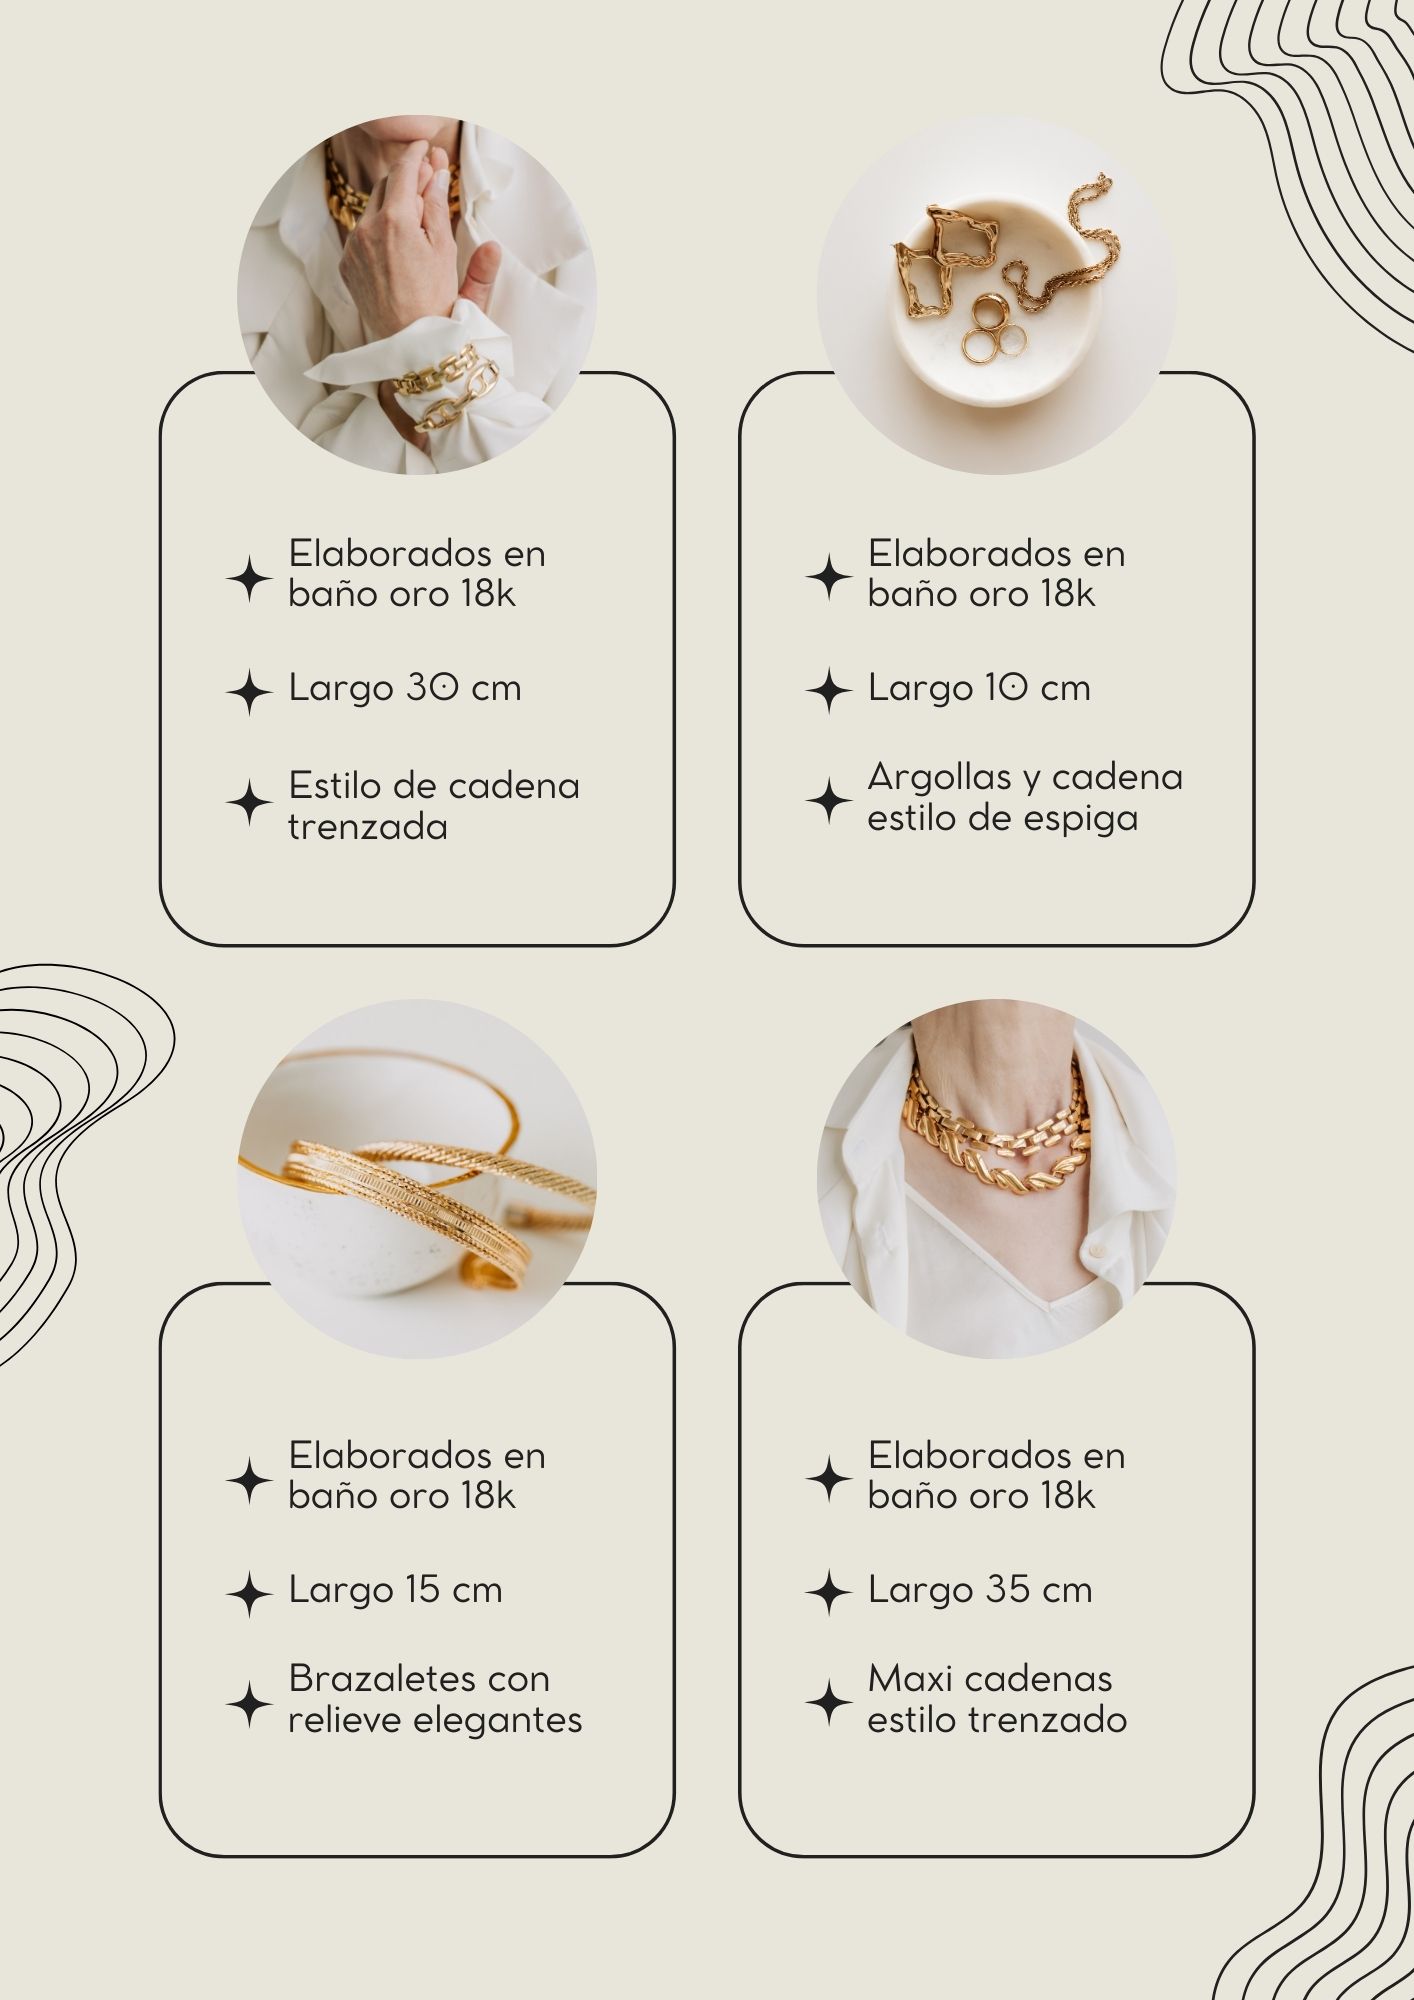 Elaborados en
baño oro 18k
Largo 30 cm
Estilo de cadena
trenzada
Elaborados en
baño oro 18k
Largo 10 cm
Argollas y cadena
estilo de espiga
Elaborados en
baño oro 18k
Largo 15 cm
Brazaletes con
relieve elegantes
Elaborados en
baño oro 18k
Largo 35 cm
Maxi cadenas
estilo trenzado